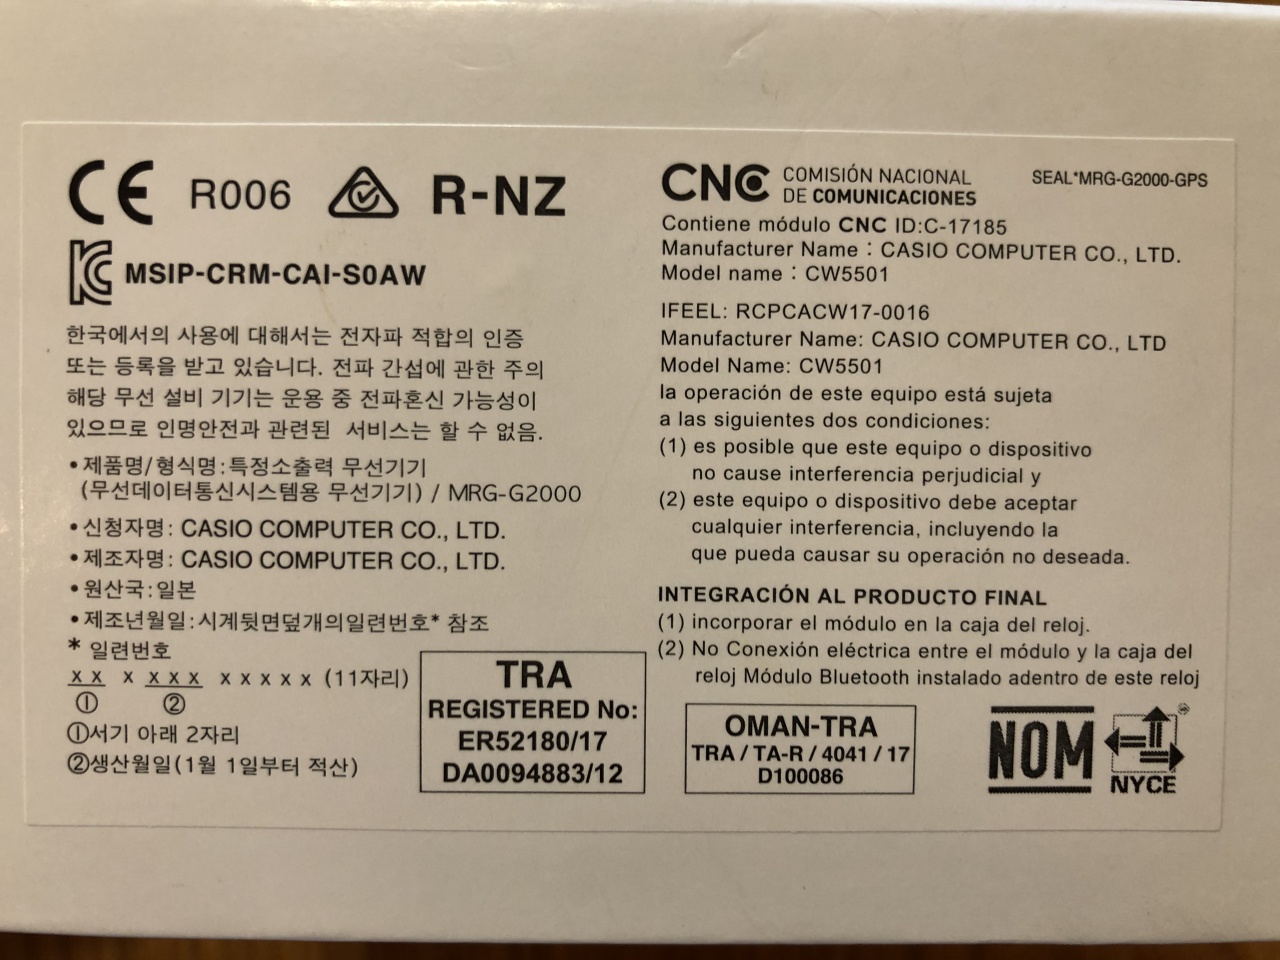 CE R006 R-NZ
MSIP-CRM-CAI-S0AW
한국에서의 사용에 대해서는 전자파 적합의 인증
또는 등록을 받고 있습니다. 전파 간섭에 관한 주의
해당 무선 설비 기기는 운용 중 전파혼신 가능성이
있으므로 인명안전과 관련된 서비스는 할 수 없음.
•제품명/형식명:특정소출력 무선기기
(무선데이터통신시스템용 무선기기) / MRG-G2000
•신청자명: CASIO COMPUTER CO., LTD.
•제조자명: CASIO COMPUTER CO., LTD.
•원산국:일본
•제조년월일:시계뒷면덮개의일련번호* 참조
* 일련번호
x x x x x x x x x x x (11자리)
① ②
①서기 아래 2자리
②생산월일(1월 1일부터 적산)
TRA
REGISTERED No:
ER52180/17
DA0094883/12
CNC COMISIÓN NACIONAL
DE COMUNICACIONES
SEAL*MRG-G2000-GPS
Contiene módulo CNC ID:C-17185
Manufacturer Name : CASIO COMPUTER CO., LTD.
Model name : CW5501
IFEEL: RCPCACW17-0016
Manufacturer Name: CASIO COMPUTER CO., LTD
Model Name: CW5501
la operación de este equipo está sujeta
a las siguientes dos condiciones:
(1) es posible que este equipo o dispositivo
no cause interferencia perjudicial y
(2) este equipo o dispositivo debe aceptar
cualquier interferencia, incluyendo la
que pueda causar su operación no deseada.
INTEGRACIÓN AL PRODUCTO FINAL
(1) incorporar el módulo en la caja del reloj.
(2) No Conexión eléctrica entre el módulo y la caja del
reloj Módulo Bluetooth instalado adentro de este reloj
OMAN-TRA
TRA / TA-R / 4041 / 17
D100086
NOM
NYCE